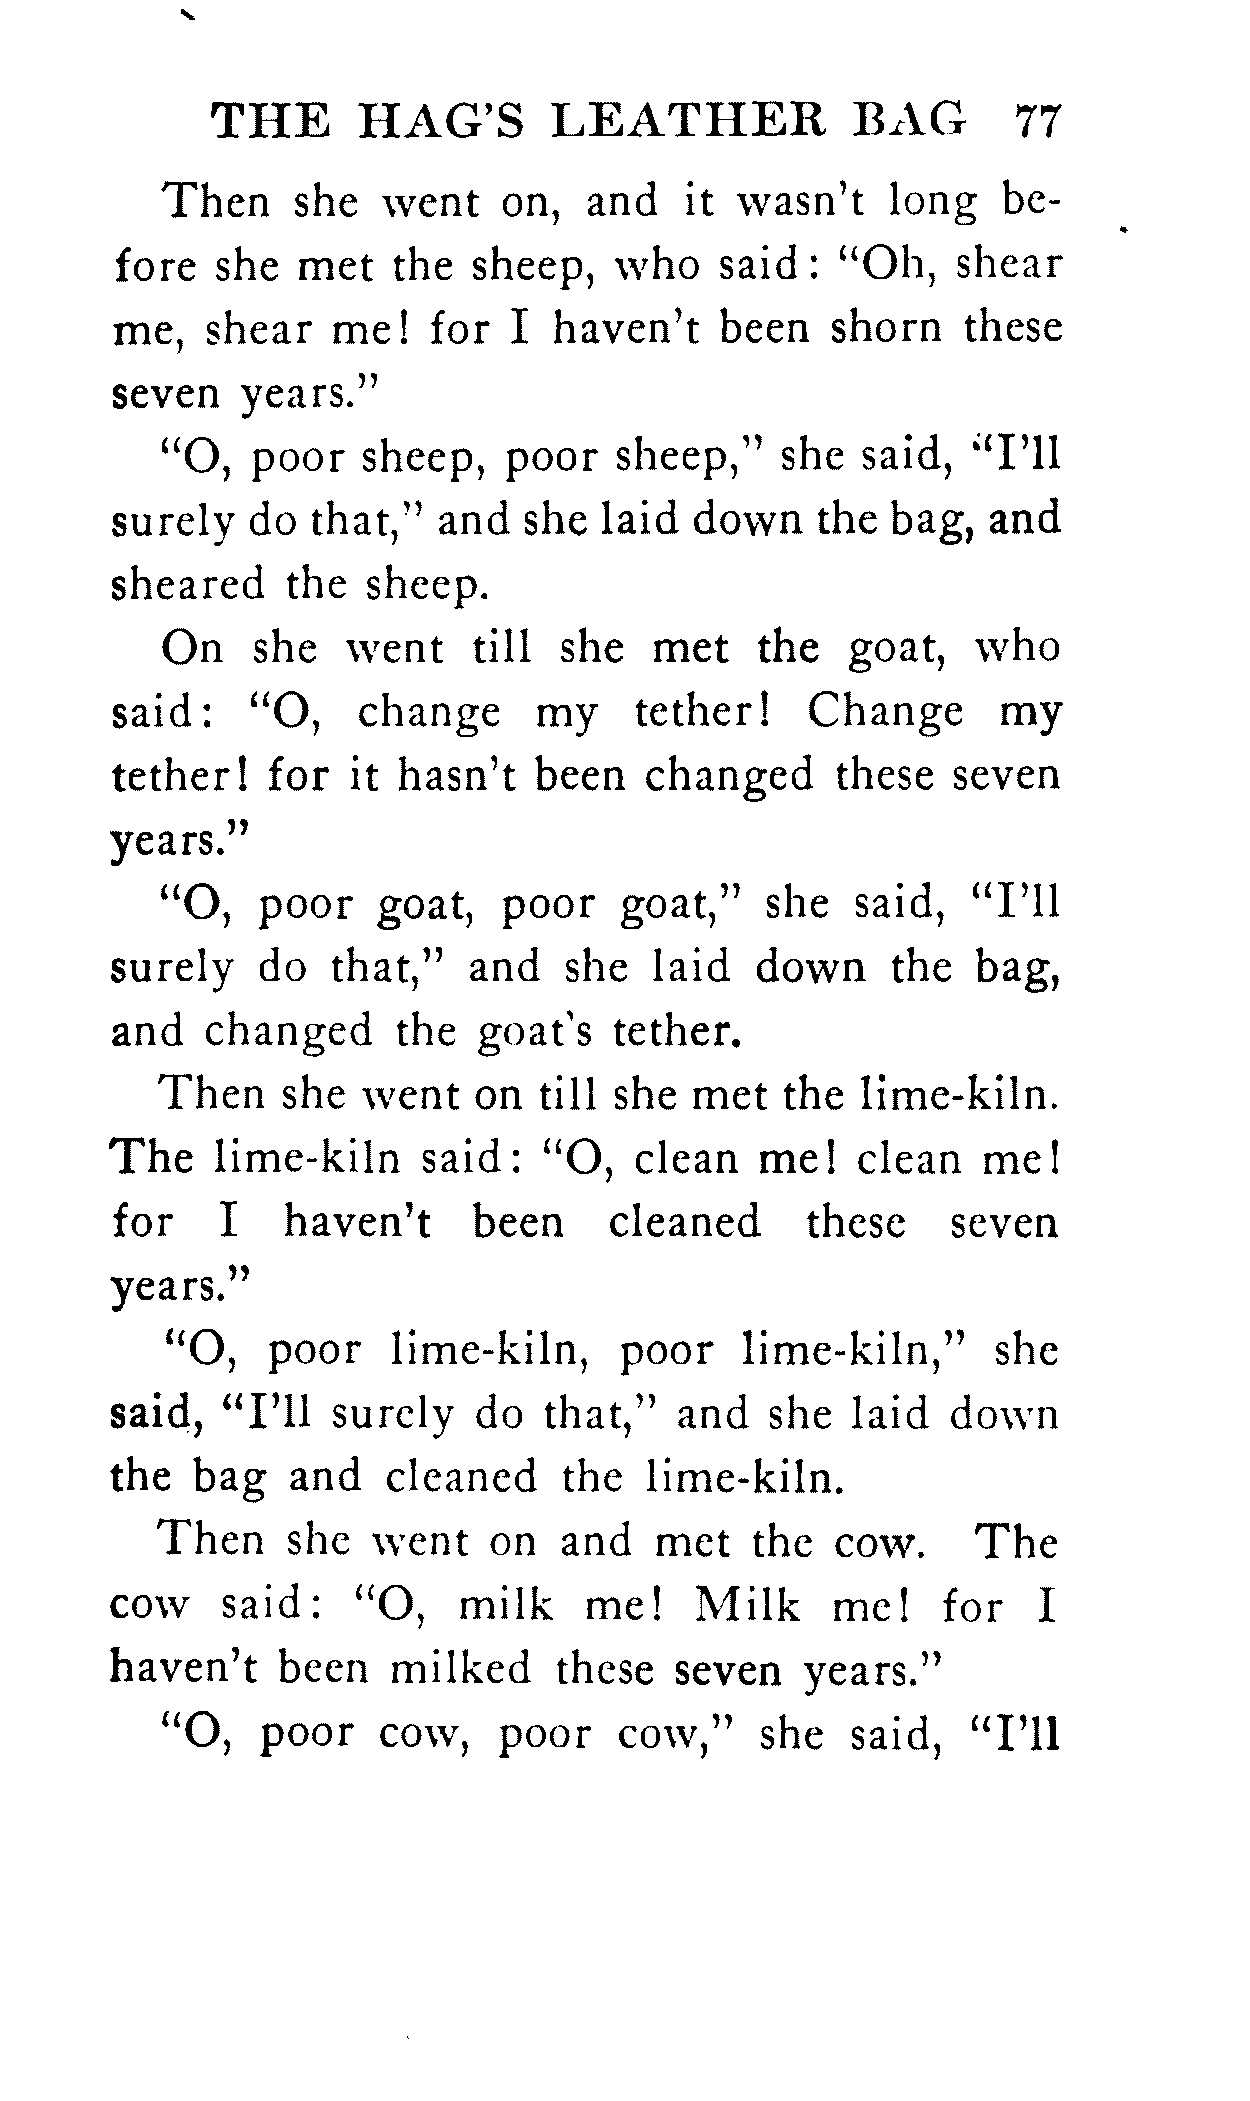 THE HAG'S LEATHER BAG 77
Then she went on, and it wasn't long be-
fore she met the sheep, who said: "Oh, shear
me, shear me! for I haven't been shorn these
seven years."
"O, poor sheep, poor sheep," she said, "I'll
surely do that," and she laid down the bag, and
sheared the sheep.
On she went till she met the goat, who
said: "O, change my tether! Change my
tether! for it hasn't been changed these seven
years."
"O, poor goat, poor goat," she said, "I'll
surely do that," and she laid down the bag,
and changed the goat's tether.
Then she went on till she met the lime-kiln.
The lime-kiln said: "O, clean me! clean me!
for I haven't been cleaned these seven
years."
"O, poor lime-kiln, poor lime-kiln," she
said, "I'll surely do that," and she laid down
the bag and cleaned the lime-kiln.
Then she went on and met the cow. The
cow said: "O, milk me! Milk me! for I
haven't been milked these seven years."
"O, poor cow, poor cow," she said, "I'll